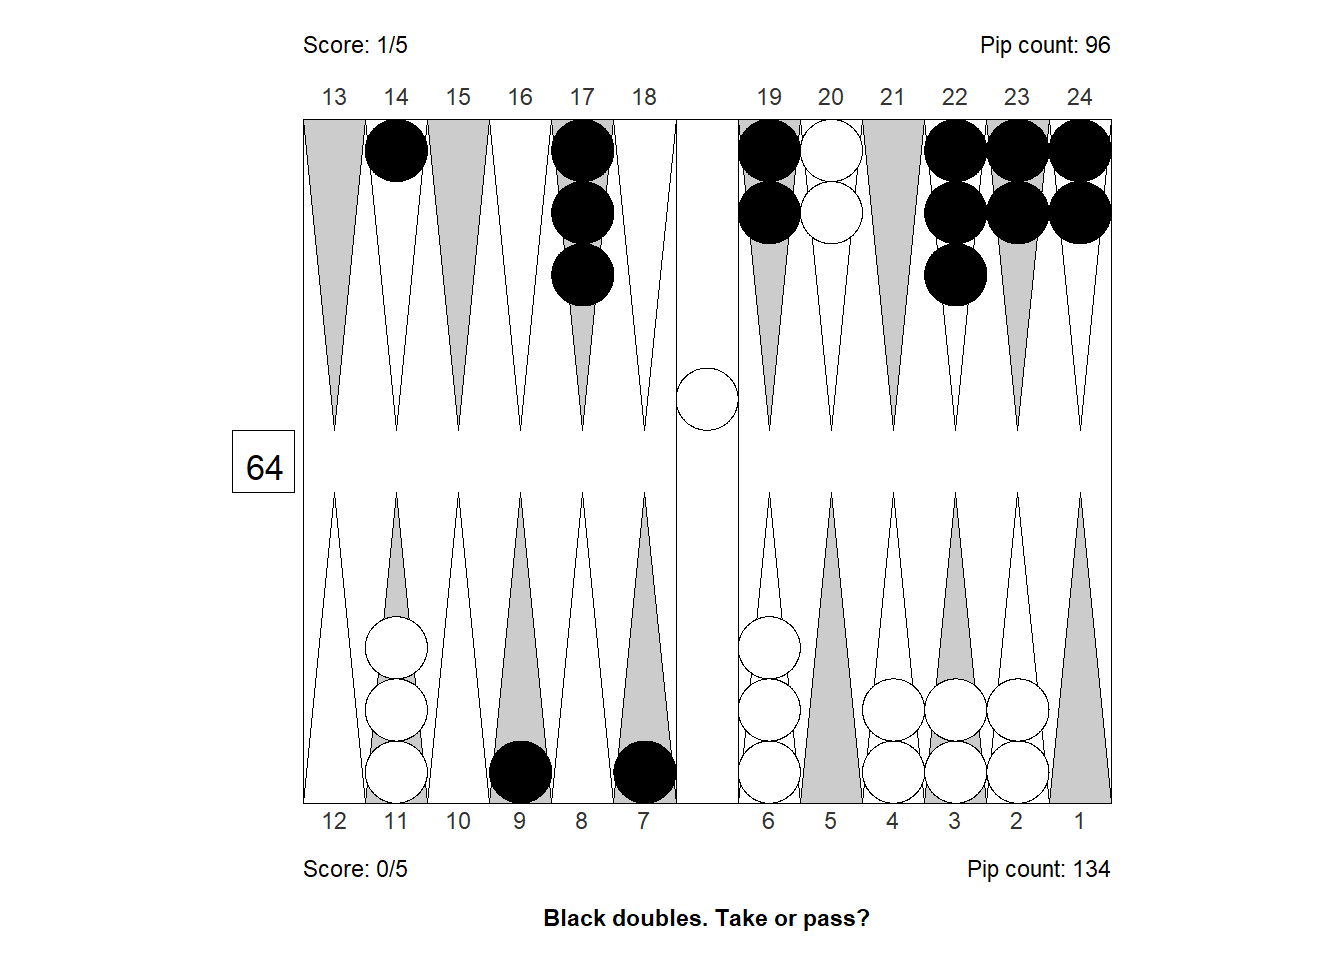 Score: 1/5 Pip count: 96
13 14 15 16 17 18 19 20 21 22 23 24
64
12 11 10 9 8 7 6 5 4 3 2 1
Score: 0/5 Pip count: 134
Black doubles. Take or pass?